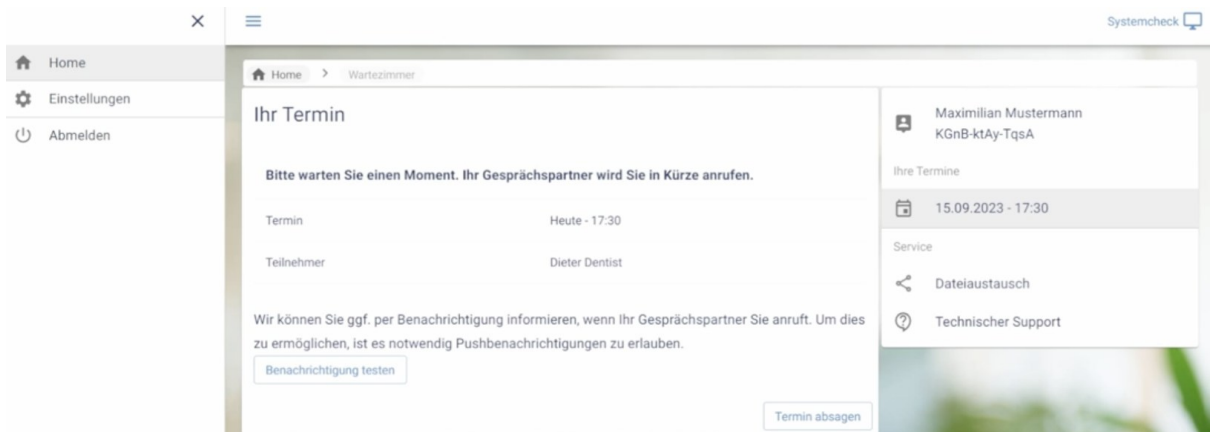 Systemcheck
Home
Einstellungen
Abmelden
Home > Wartezimmer
Ihr Termin
Bitte warten Sie einen Moment. Ihr Gesprächspartner wird Sie in Kürze anrufen.
Termin Heute - 17:30
Teilnehmer Dieter Dentist
Wir können Sie ggf. per Benachrichtigung informieren, wenn Ihr Gesprächspartner Sie anruft. Um dies
zu ermöglichen, ist es notwendig Pushbenachrichtigungen zu erlauben.
Benachrichtigung testen
Termin absagen
Maximilian Mustermann
KGnB-ktAy-TqsA
Ihre Termine
15.09.2023 - 17:30
Service
Dateiaustausch
Technischer Support